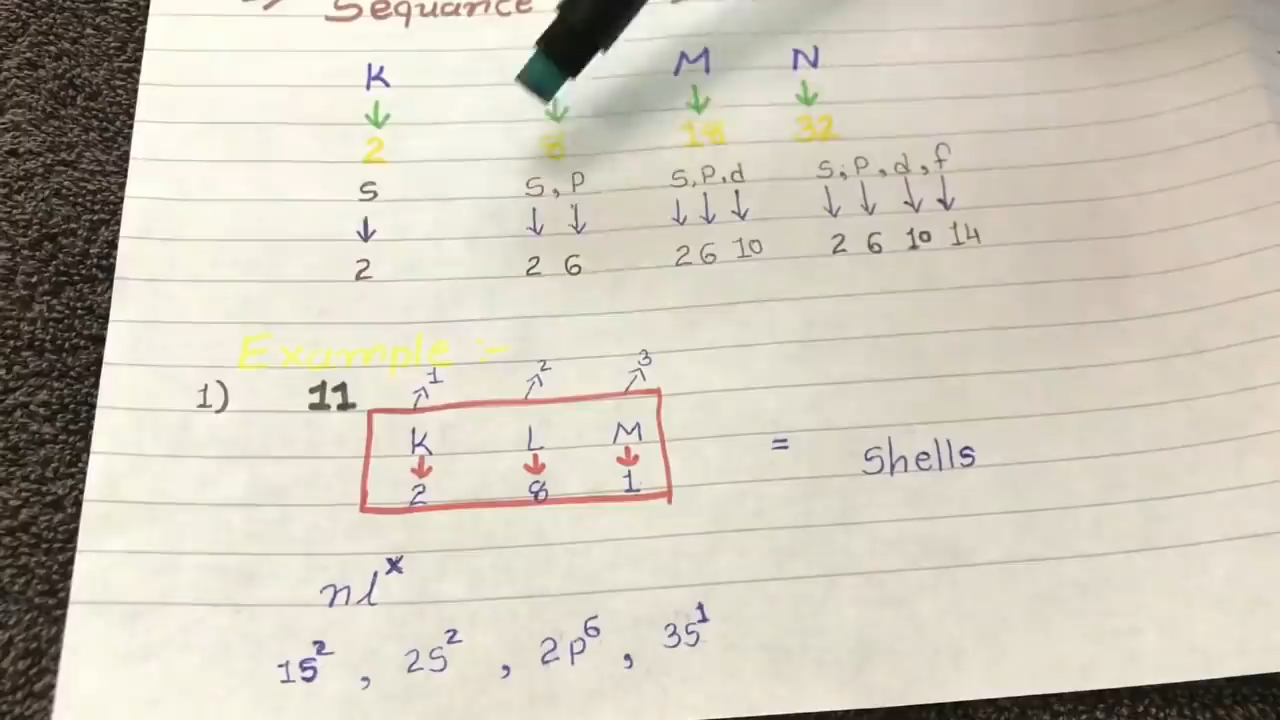 Sequance
K M N
↓ ↓ ↓ ↓
2 8 18 32
S S, P S, P, d S, P, d, f
↓ ↓ ↓ ↓ ↓ ↓ ↓ ↓ ↓ ↓
2 2 6 2 6 10 2 6 10 14
Example :-
↗1 ↗2 ↗3
1) 11
K L M = Shells
↓ ↓ ↓
2 8 1
nl^x
1S², 2S², 2P⁶, 3S¹